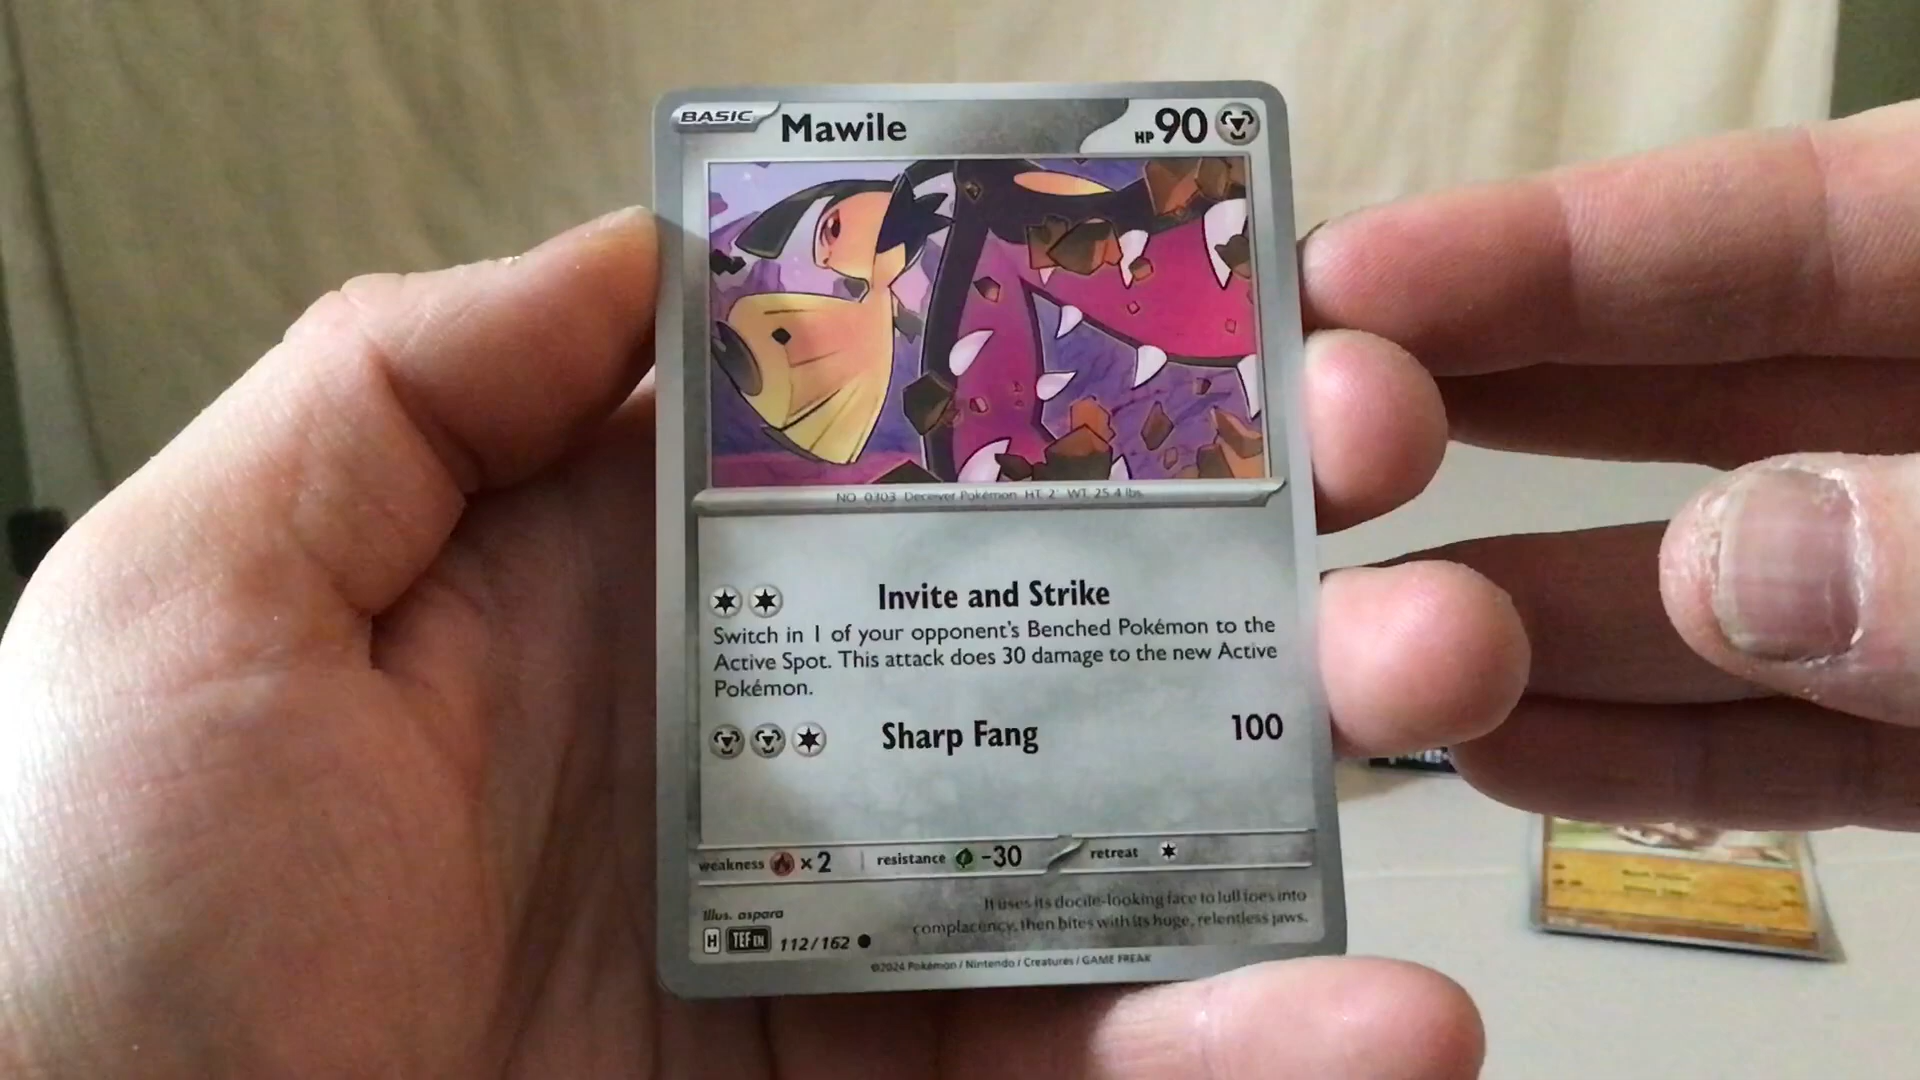 BASIC Mawile HP 90
NO. 0303 Deceiver Pokémon HT. 2' WT. 25.4 lbs.
Invite and Strike
Switch in 1 of your opponent's Benched Pokémon to the
Active Spot. This attack does 30 damage to the new Active
Pokémon.
Sharp Fang 100
weakness ×2 resistance -30 retreat
Illus. aspara
It uses its docile-looking face to lull foes into
complacency, then bites with its huge, relentless jaws.
H TEF EN 112/162
©2024 Pokémon / Nintendo / Creatures / GAME FREAK